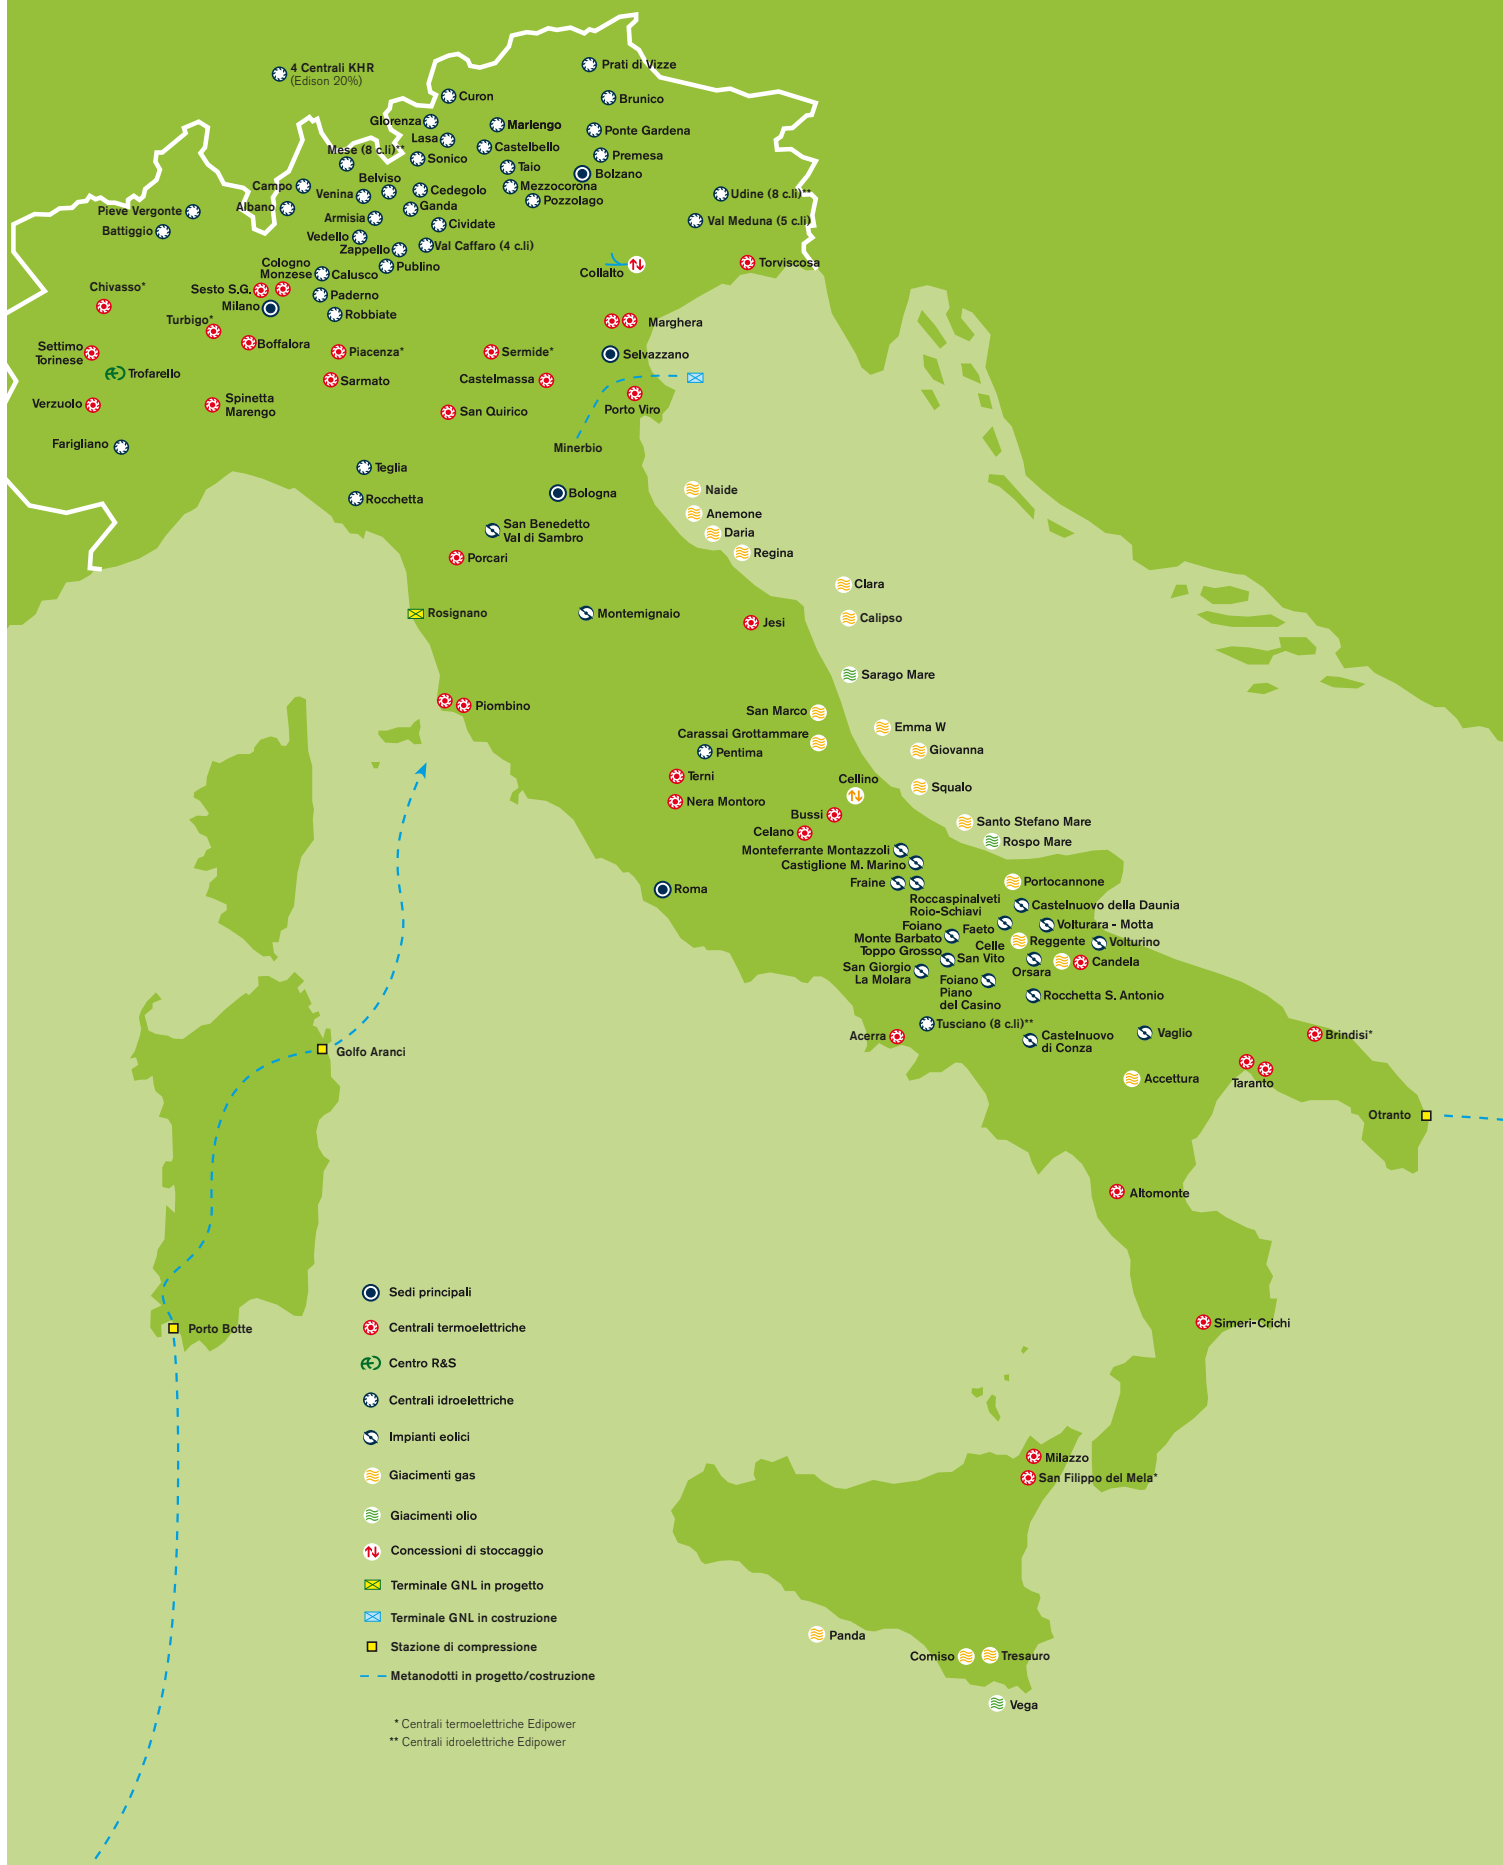 4 Centrali KHR
(Edison 20%)
Prati di Vizze
Curon
Brunico
Glorenza
Marlengo
Ponte Gardena
Lasa
Castelbello
Mese (8 c.li)**
Sonico
Premesa
Taio
Bolzano
Belviso
Campo
Venina
Cedegolo
Mezzocorona
Udine (8 c.li)**
Pozzolago
Albano
Ganda
Pieve Vergonte
Armisia
Val Meduna (5 c.li)
Cividate
Battiggio
Vedello
Zappello
Val Caffaro (4 c.li)
Cologno
Monzese
Calusco
Publino
Collalto
Torviscosa
Chivasso*
Sesto S.G.
Paderno
Milano
Robbiate
Turbigo*
Marghera
Boffalora
Settimo
Torinese
Piacenza*
Sermide*
Selvazzano
Trofarello
Sarmato
Castelmassa
Verzuolo
Spinetta
Marengo
San Quirico
Porto Viro
Farigliano
Minerbio
Teglia
Rocchetta
Bologna
Naide
Anemone
San Benedetto
Val di Sambro
Daria
Regina
Porcari
Clara
Rosignano
Montemignaio
Jesi
Calipso
Sarago Mare
Piombino
San Marco
Emma W
Carassai Grottammare
Pentima
Giovanna
Terni
Cellino
Squalo
Nera Montoro
Bussi
Santo Stefano Mare
Celano
Rospo Mare
Monteferrante Montazzoli
Castiglione M. Marino
Fraine
Portocannone
Roma
Roccaspinalveti
Roio-Schiavi
Castelnuovo della Daunia
Foiano
Monte Barbato
Toppo Grosso
Faeto
Volturara - Motta
Celle
San Vito
Reggente
Volturino
Orsara
Candela
San Giorgio
La Molara
Foiano
Piano
del Casino
Rocchetta S. Antonio
Tusciano (8 c.li)**
Acerra
Castelnuovo
di Conza
Vaglio
Brindisi*
Golfo Aranci
Accettura
Taranto
Otranto
Altomonte
Simeri-Crichi
Porto Botte
Milazzo
San Filippo del Mela*
Panda
Comiso
Tresauro
Vega
Sedi principali
Centrali termoelettriche
Centro R&S
Centrali idroelettriche
Impianti eolici
Giacimenti gas
Giacimenti olio
Concessioni di stoccaggio
Terminale GNL in progetto
Terminale GNL in costruzione
Stazione di compressione
Metanodotti in progetto/costruzione
* Centrali termoelettriche Edipower
** Centrali idroelettriche Edipower